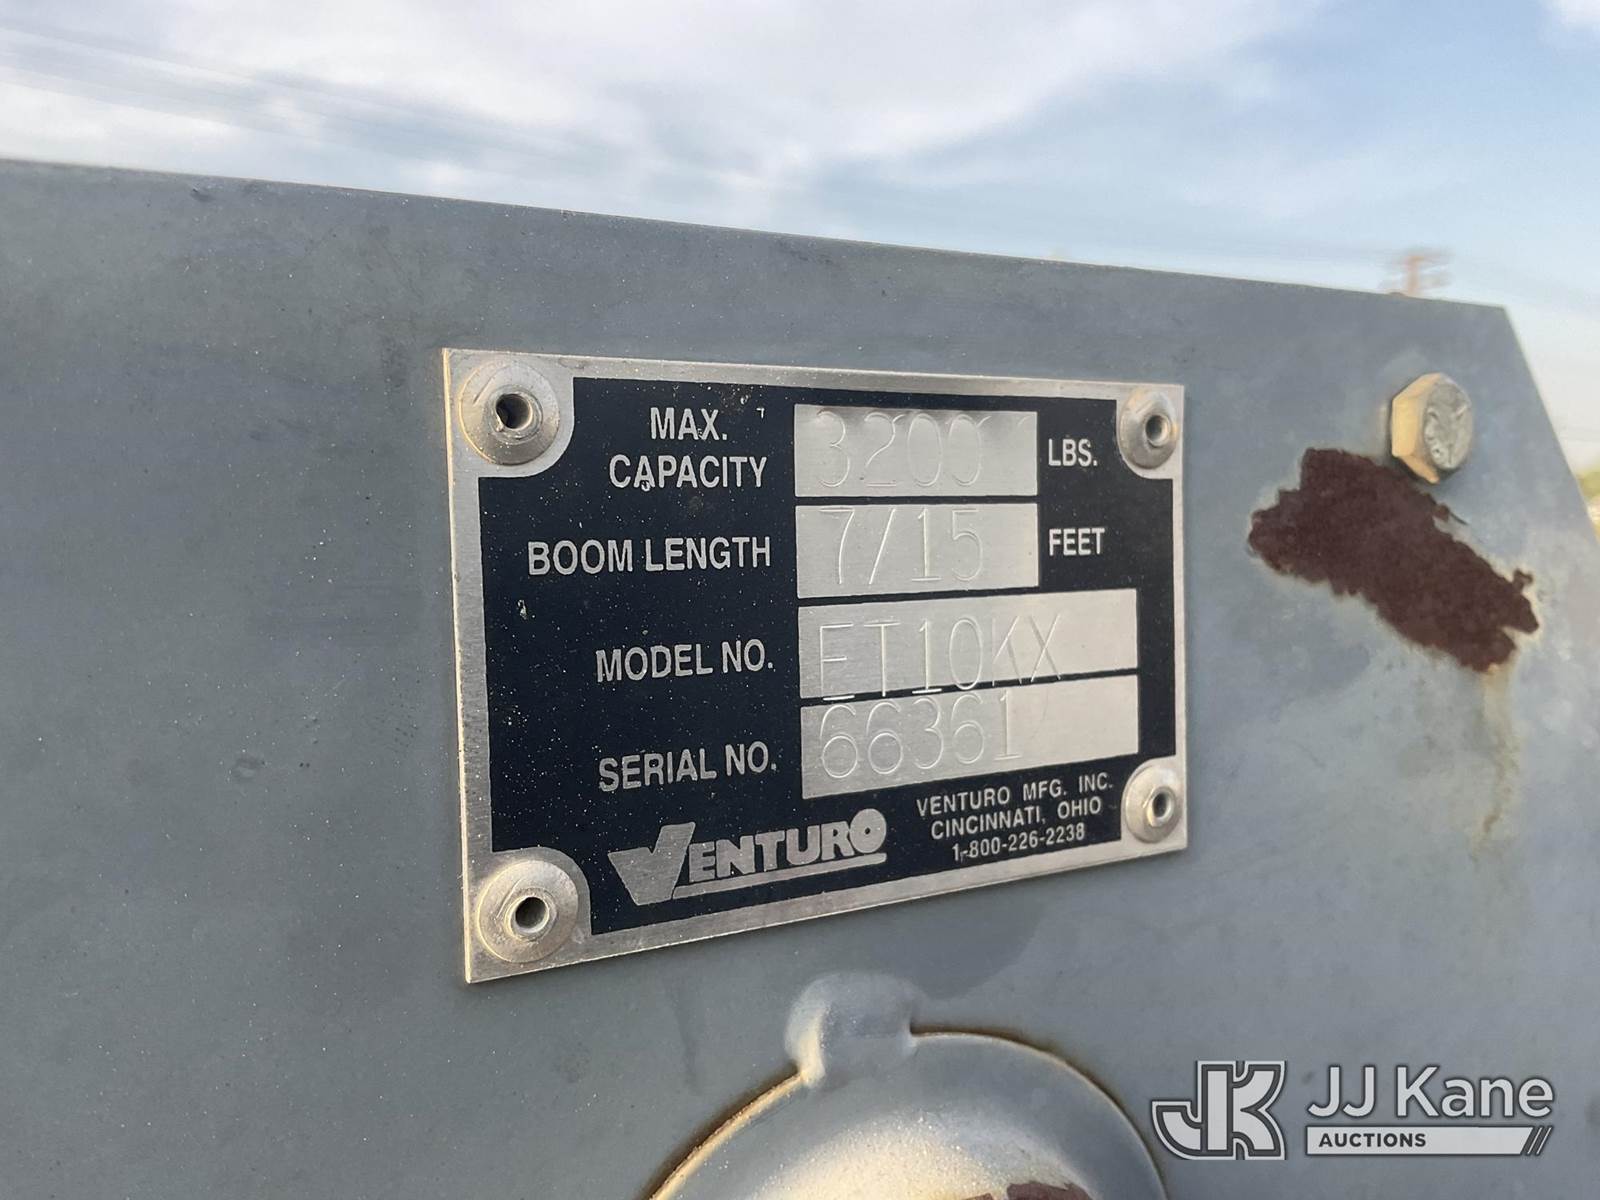 MAX. CAPACITY 3200 LBS.
BOOM LENGTH 7/15 FEET
MODEL NO. ET10KX
SERIAL NO. 66361
VENTURO
VENTURO MFG. INC.
CINCINNATI, OHIO
1-800-226-2238
JK
JJ Kane
AUCTIONS